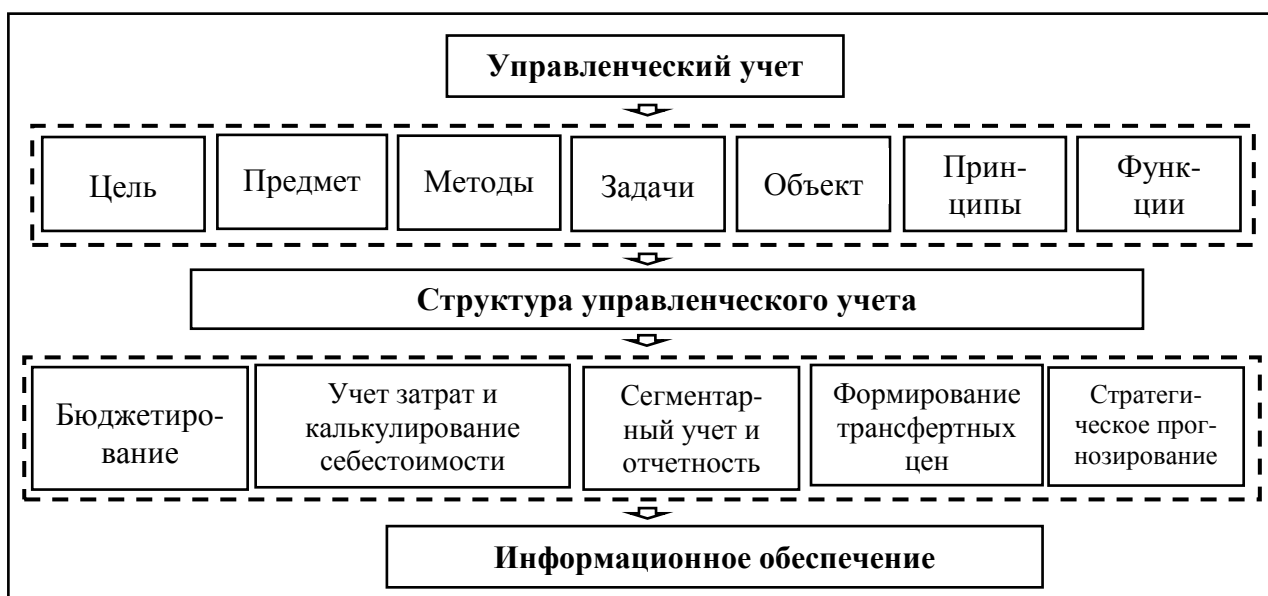 Управленческий учет
Цель
Предмет
Методы
Задачи
Объект
Прин-
ципы
Функ-
ции
Структура управленческого учета
Бюджетиро-
вание
Учет затрат и
калькулирование
себестоимости
Сегментар-
ный учет и
отчетность
Формирование
трансфертных
цен
Стратеги-
ческое прог-
нозирование
Информационное обеспечение